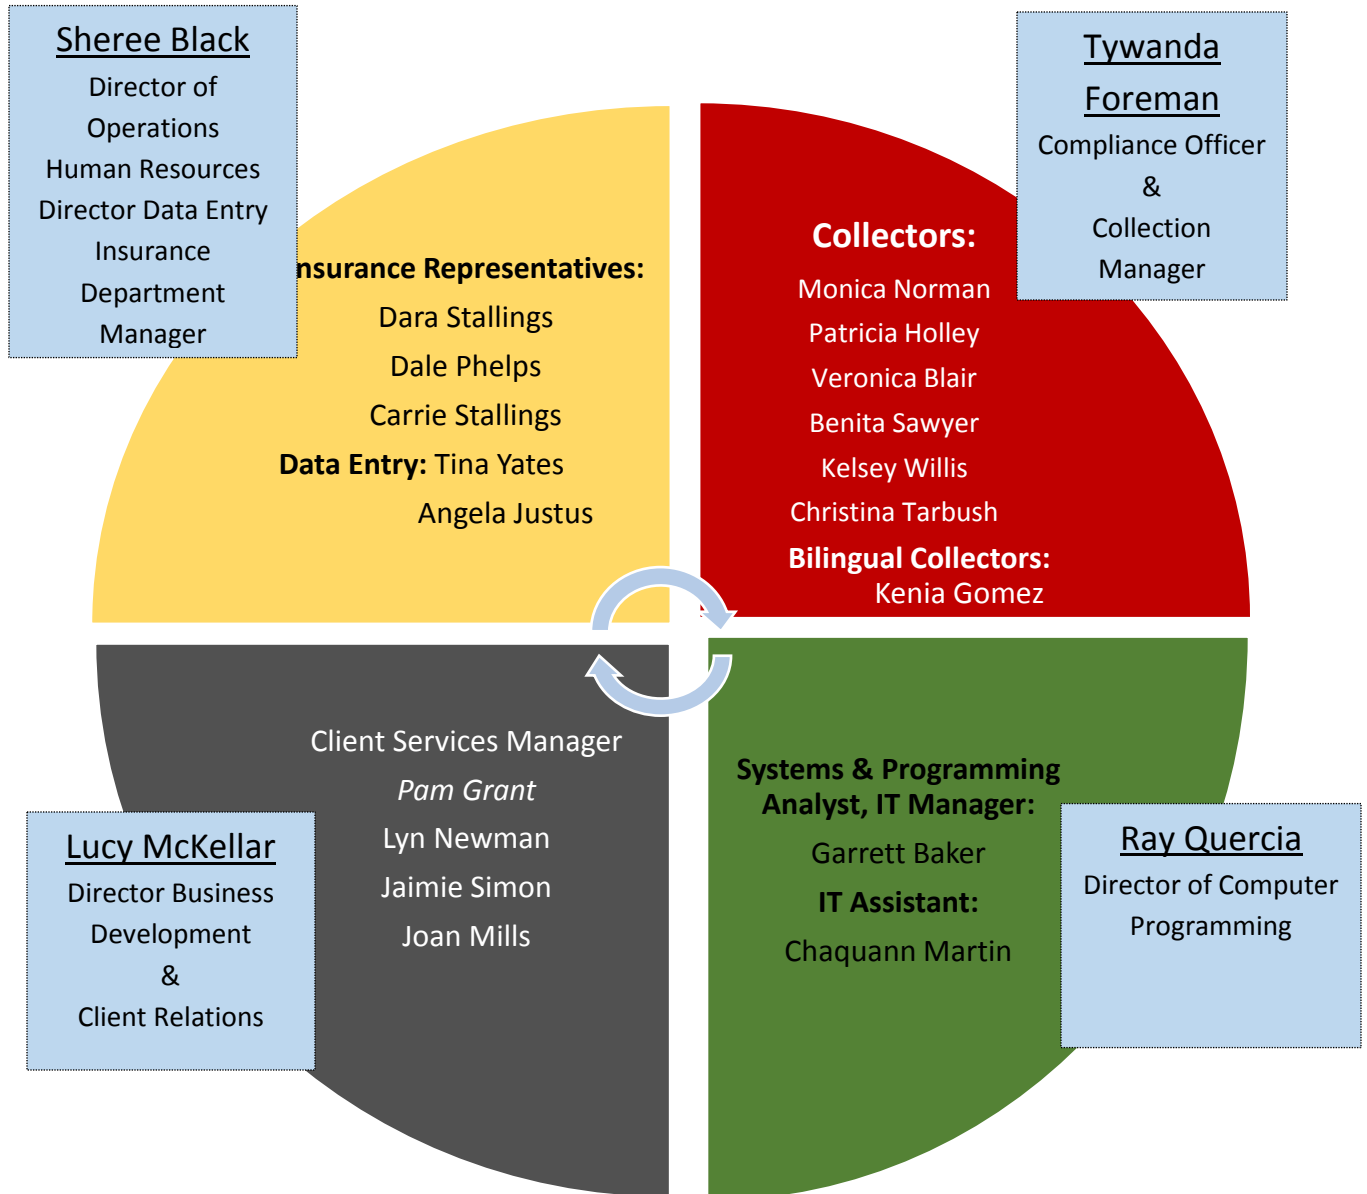 Sheree Black
Director of
Operations
Human Resources
Director Data Entry
Insurance
Department
Manager
Tywanda
Foreman
Compliance Officer
&
Collection
Manager
Insurance Representatives:
Dara Stallings
Dale Phelps
Carrie Stallings
Data Entry: Tina Yates
Angela Justus
Collectors:
Monica Norman
Patricia Holley
Veronica Blair
Benita Sawyer
Kelsey Willis
Christina Tarbush
Bilingual Collectors:
Kenia Gomez
Client Services Manager
Pam Grant
Lyn Newman
Jaimie Simon
Joan Mills
Lucy McKellar
Director Business
Development
&
Client Relations
Systems & Programming
Analyst, IT Manager:
Garrett Baker
IT Assistant:
Chaquann Martin
Ray Quercia
Director of Computer
Programming